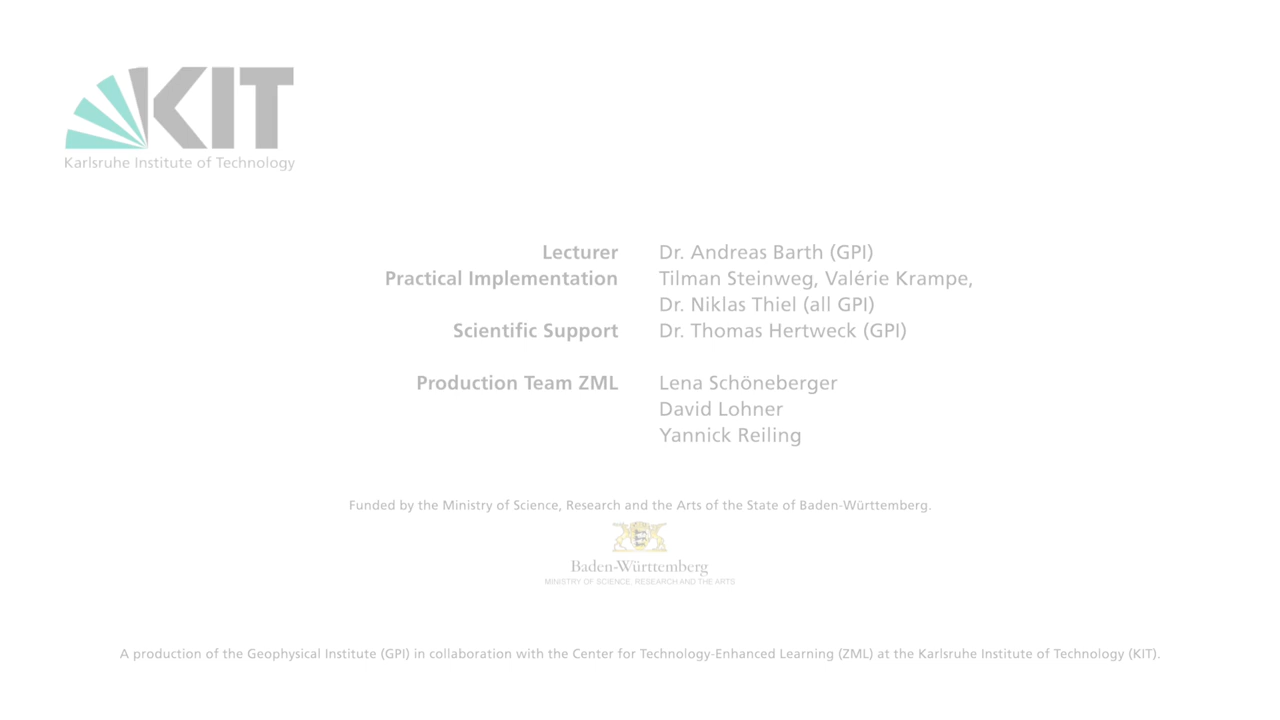 KIT
Karlsruhe Institute of Technology
Lecturer Dr. Andreas Barth (GPI)
Practical Implementation Tilman Steinweg, Valérie Krampe,
Dr. Niklas Thiel (all GPI)
Scientific Support Dr. Thomas Hertweck (GPI)
Production Team ZML Lena Schöneberger
David Lohner
Yannick Reiling
Funded by the Ministry of Science, Research and the Arts of the State of Baden-Württemberg.
Baden-Württemberg
MINISTRY OF SCIENCE, RESEARCH AND THE ARTS
A production of the Geophysical Institute (GPI) in collaboration with the Center for Technology-Enhanced Learning (ZML) at the Karlsruhe Institute of Technology (KIT).